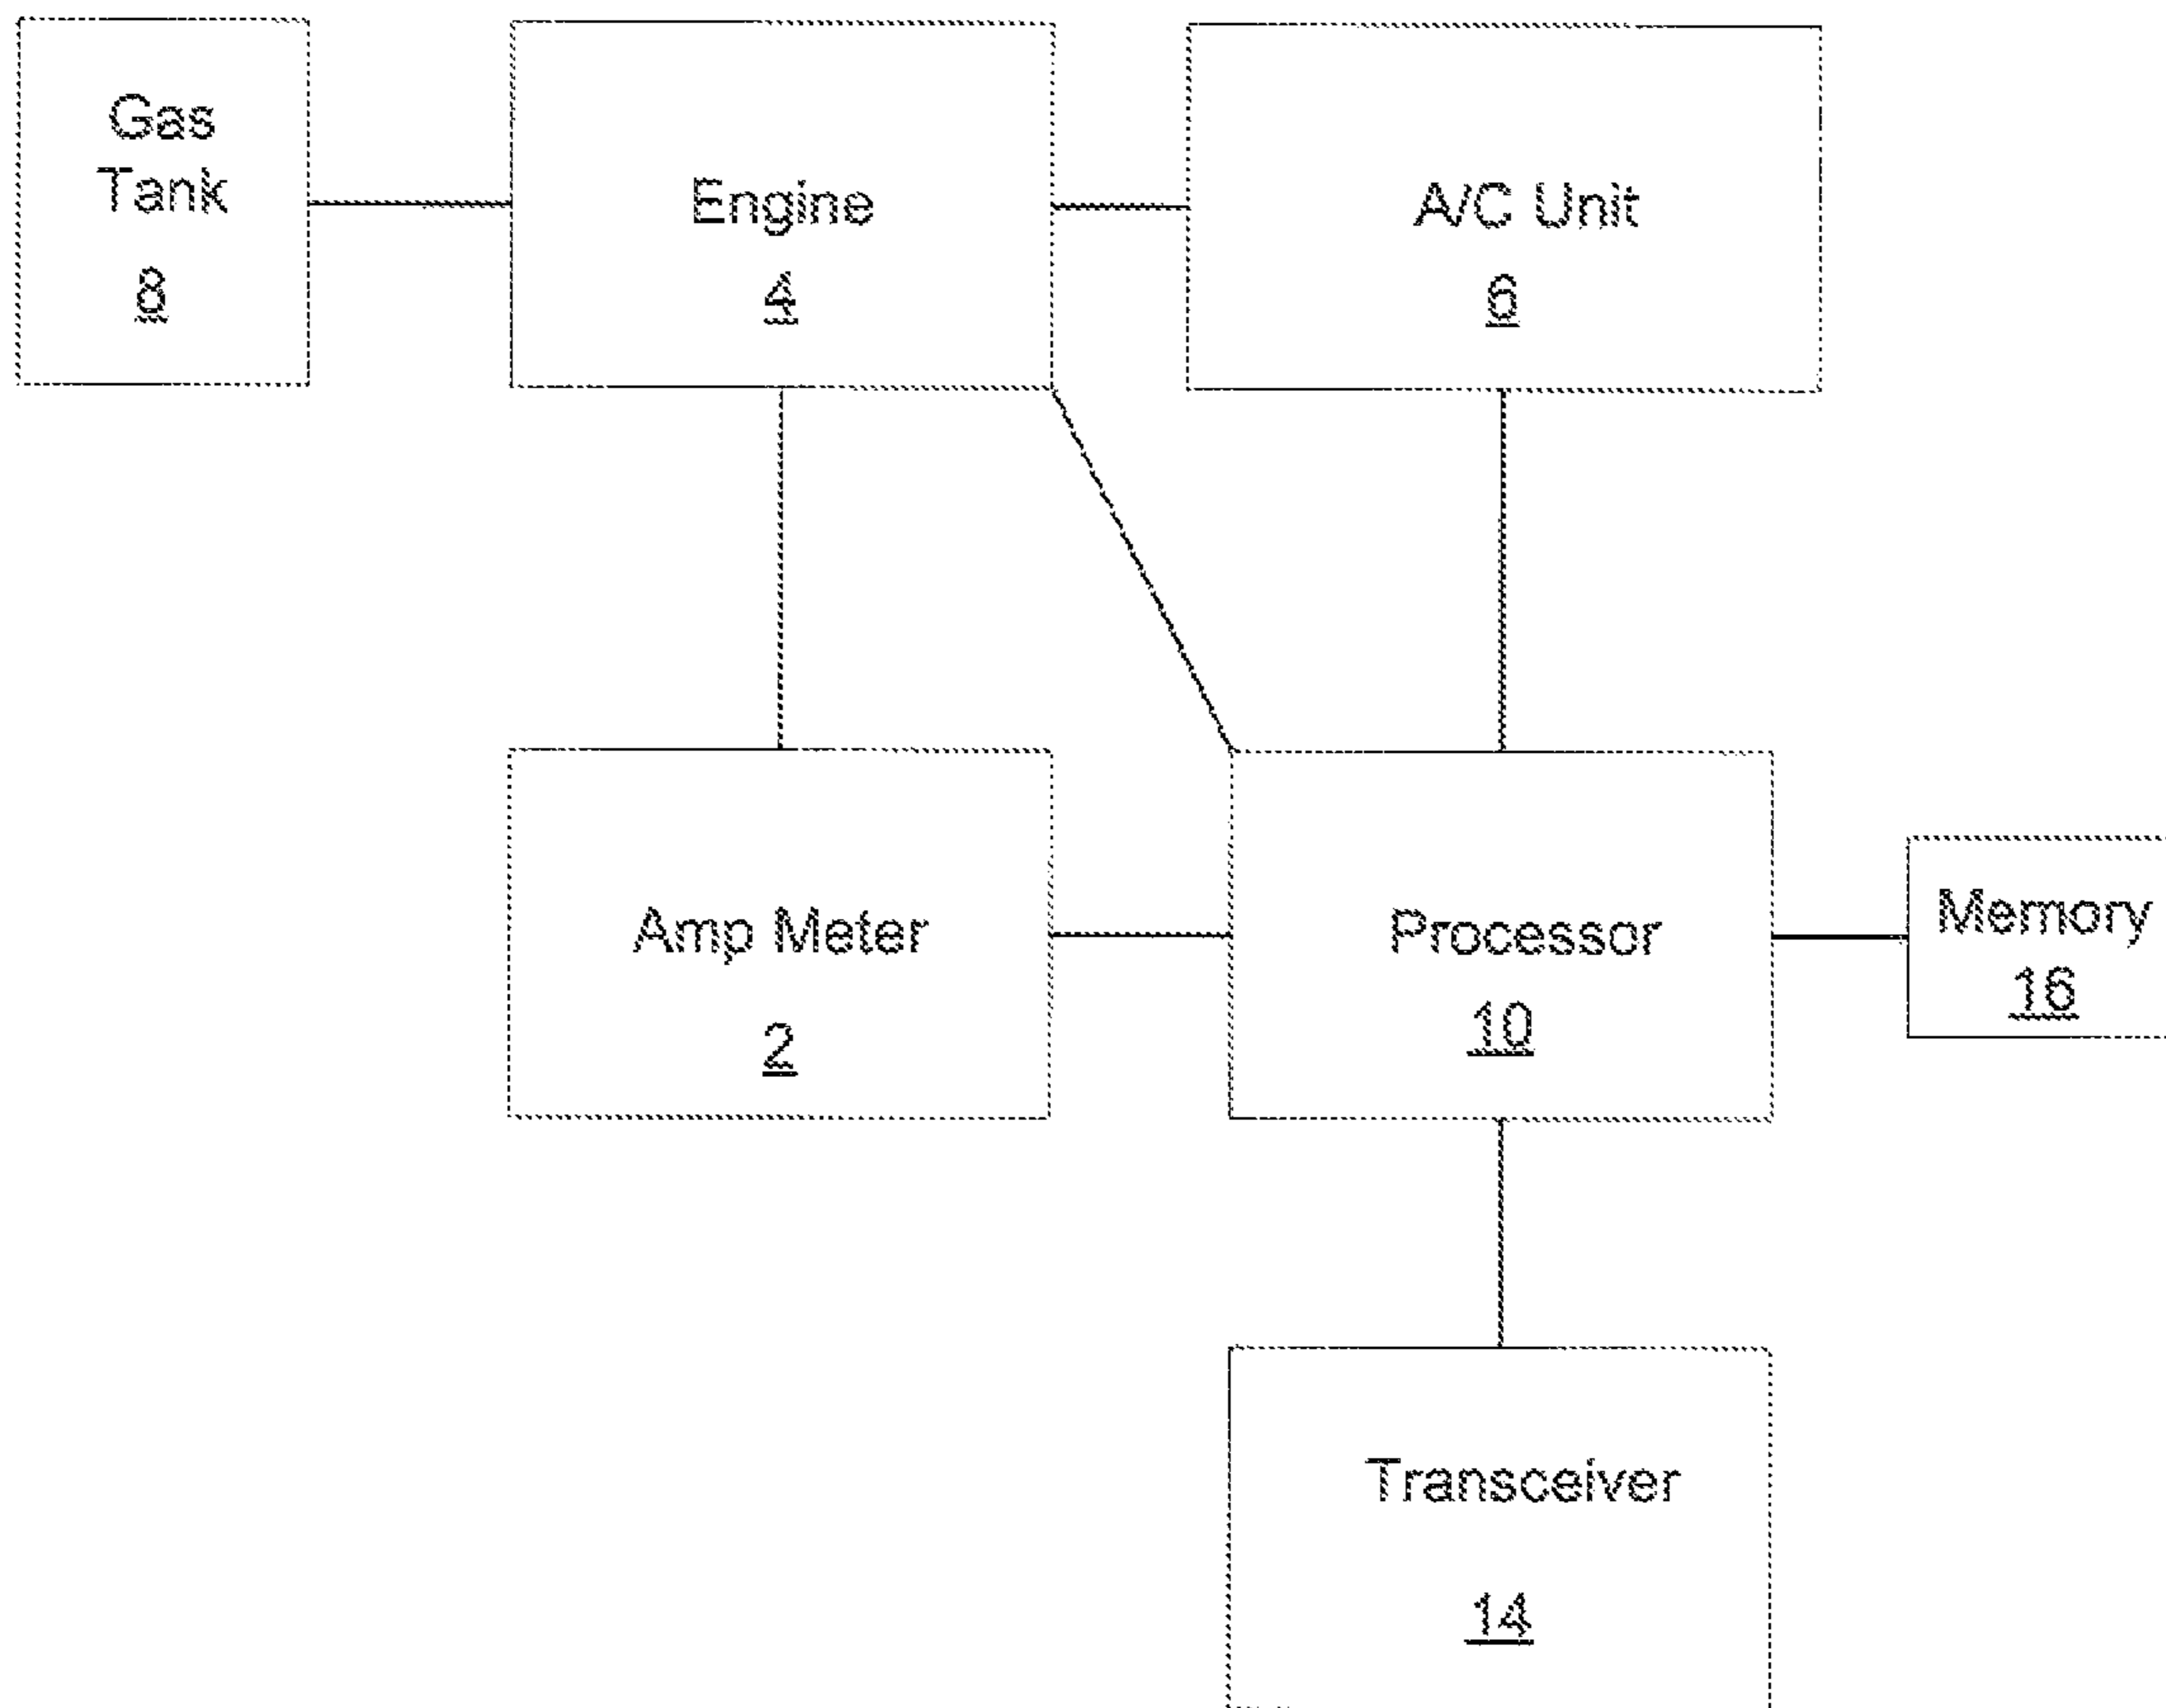 Gas
Tank
8
Engine
4
A/C Unit
6
Amp Meter
2
Processor
10
Memory
16
Transceiver
14